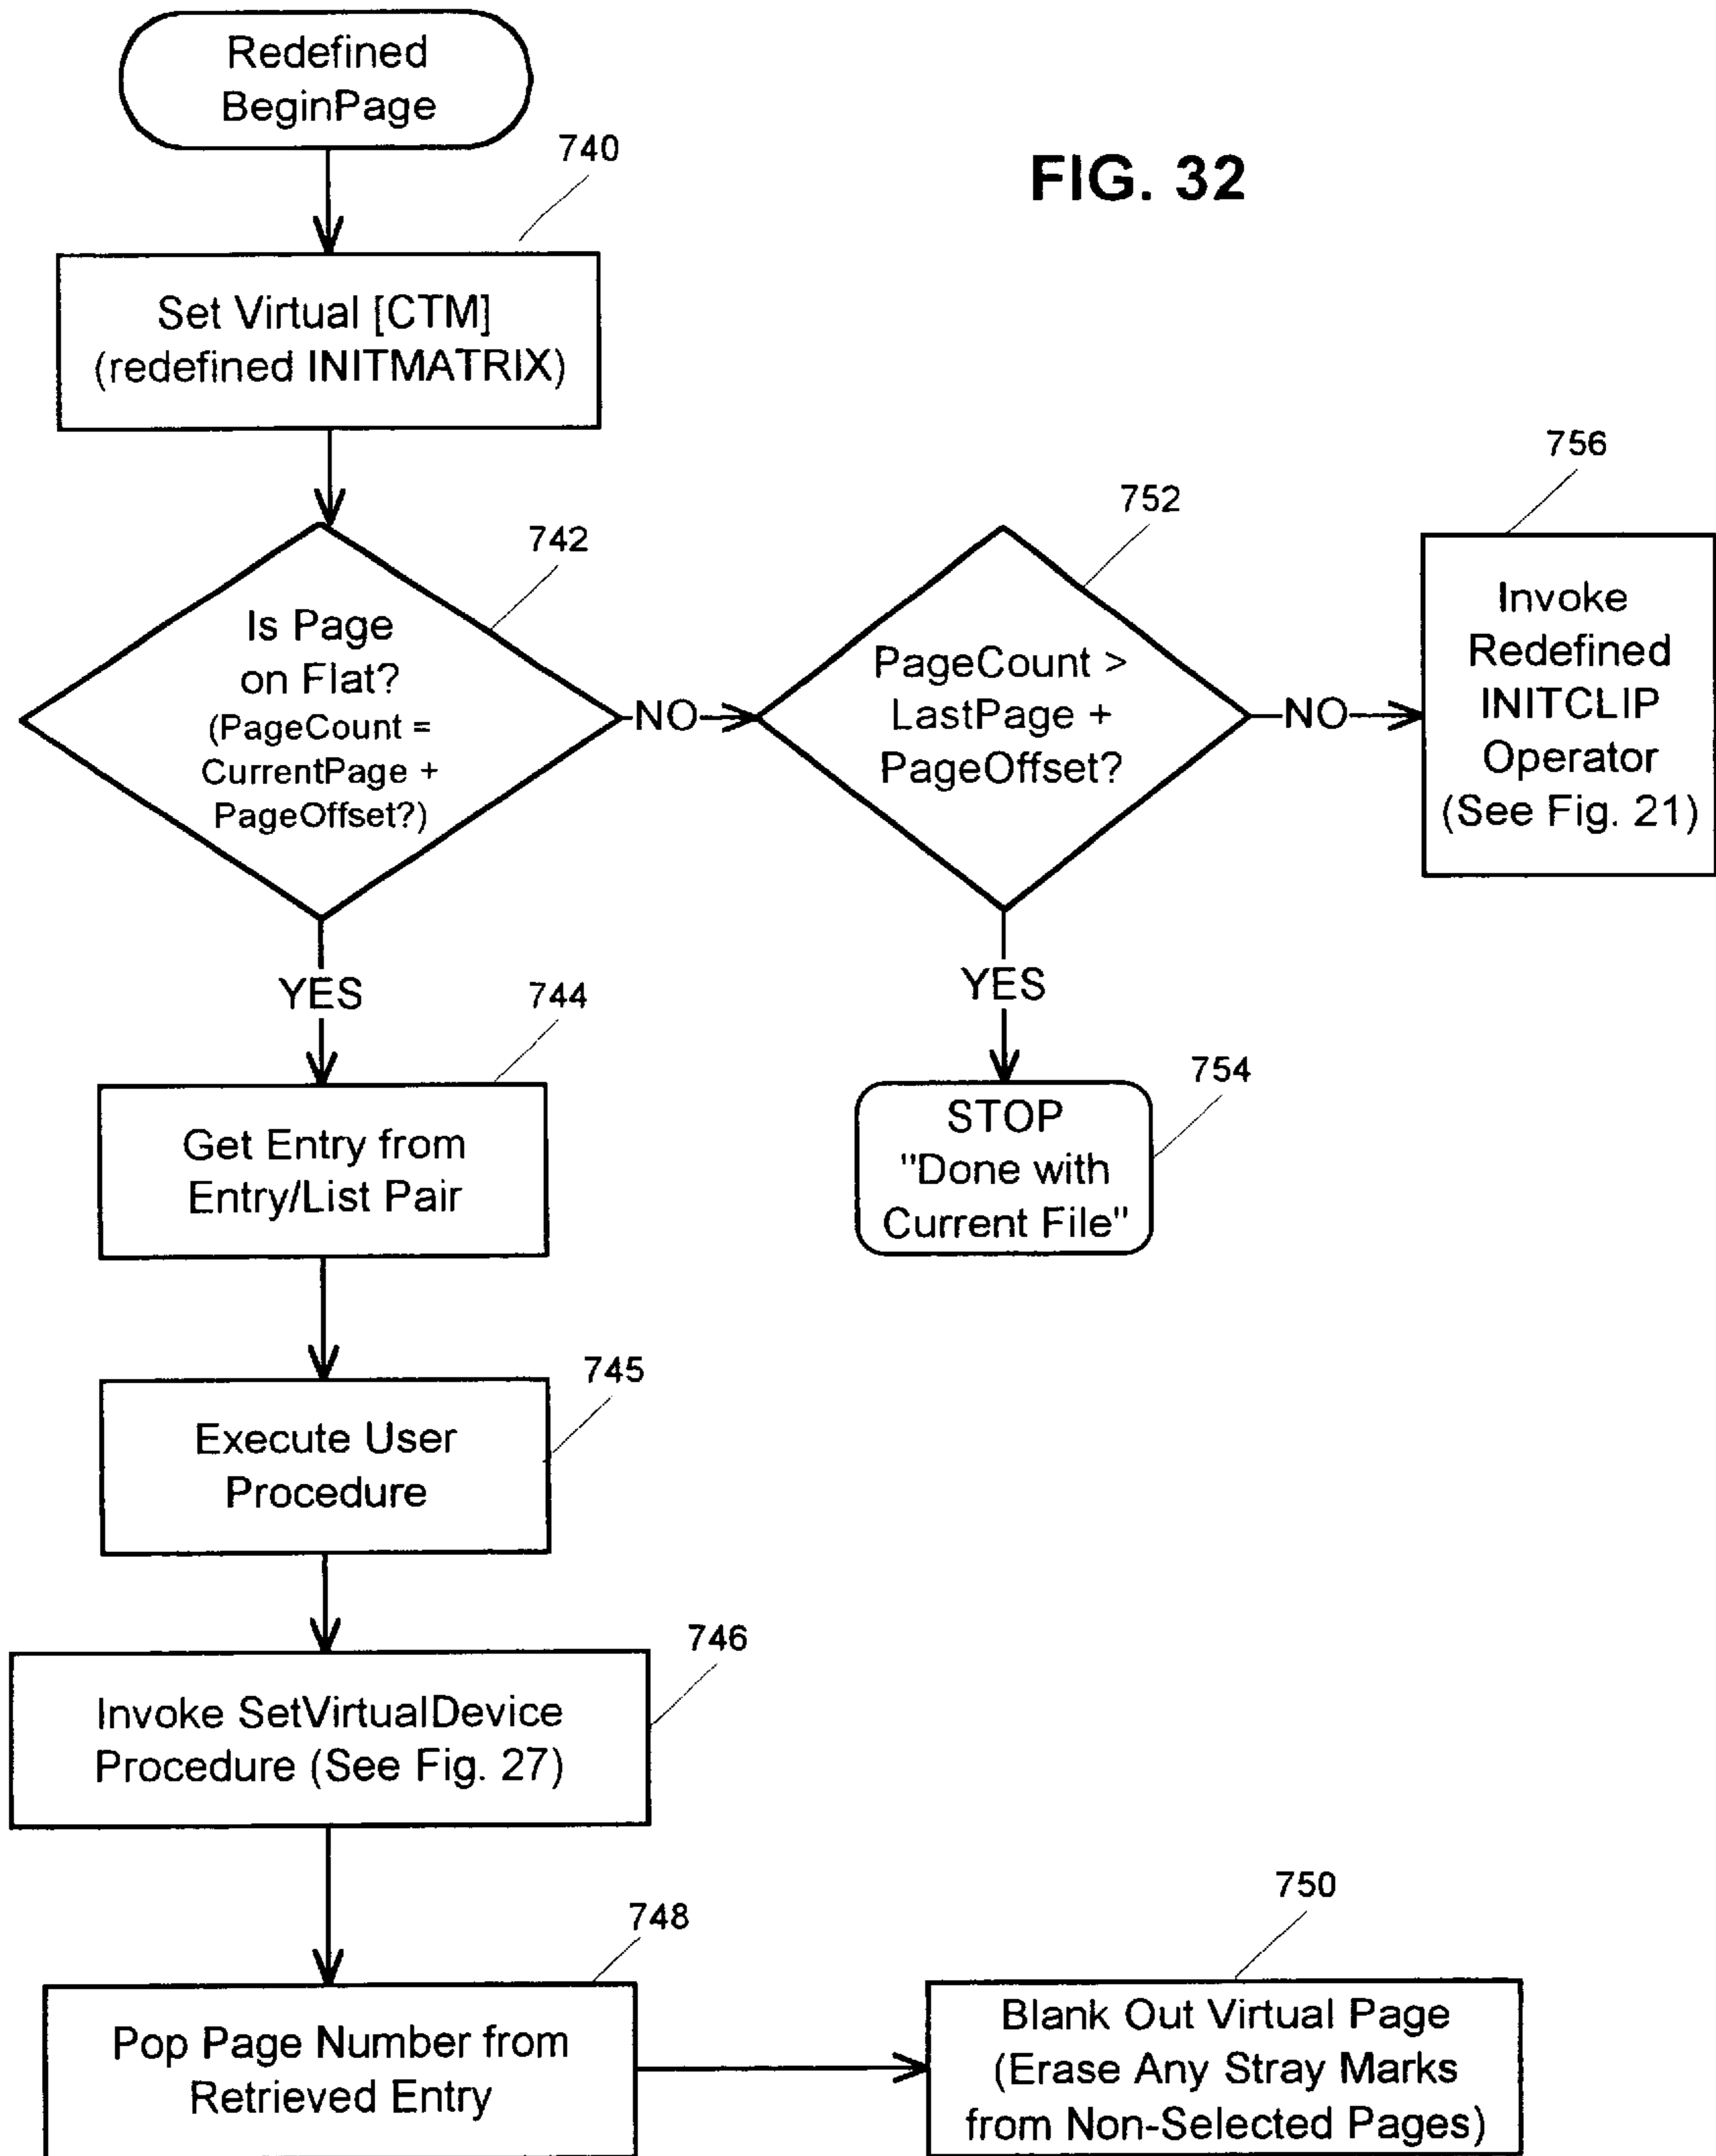 Redefined
BeginPage
FIG. 32
740
Set Virtual [CTM]
(redefined INITMATRIX)
742
Is Page
on Flat?
(PageCount =
CurrentPage +
PageOffset?)
NO
752
PageCount >
LastPage +
PageOffset?
NO
756
Invoke
Redefined
INITCLIP
Operator
(See Fig. 21)
YES
YES
744
Get Entry from
Entry/List Pair
754
STOP
"Done with
Current File"
745
Execute User
Procedure
746
Invoke SetVirtualDevice
Procedure (See Fig. 27)
748
Pop Page Number from
Retrieved Entry
750
Blank Out Virtual Page
(Erase Any Stray Marks
from Non-Selected Pages)